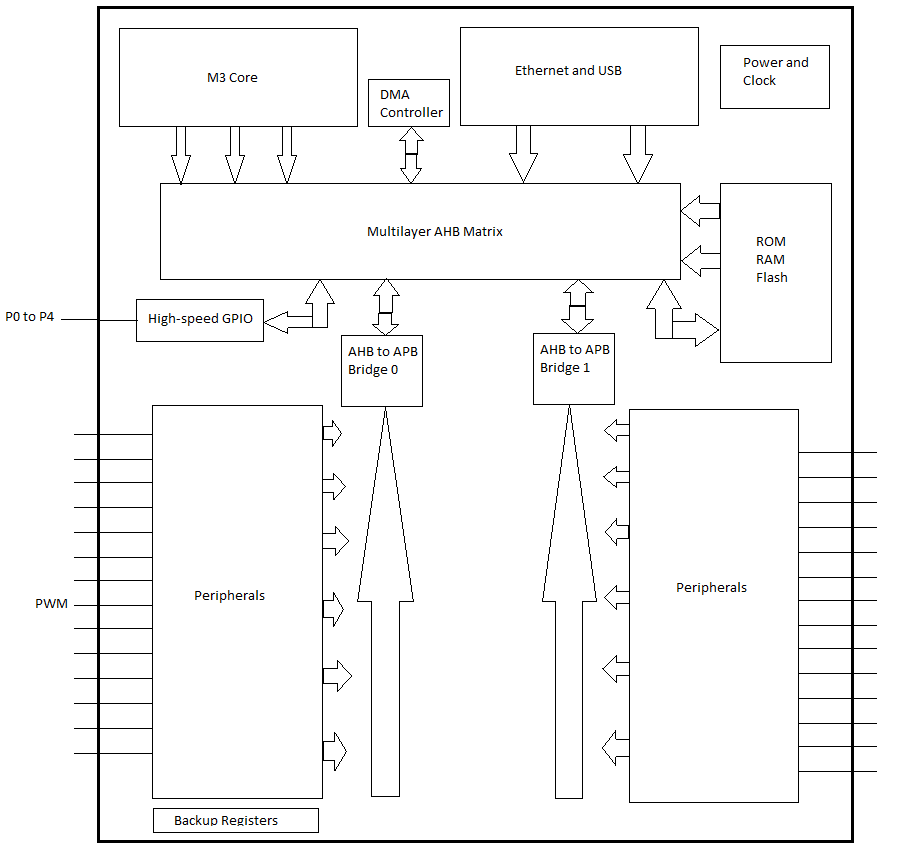 M3 Core
DMA
Controller
Ethernet and USB
Power and
Clock
Multilayer AHB Matrix
ROM
RAM
Flash
P0 to P4
High-speed GPIO
AHB to APB
Bridge 0
AHB to APB
Bridge 1
PWM
Peripherals
Peripherals
Backup Registers